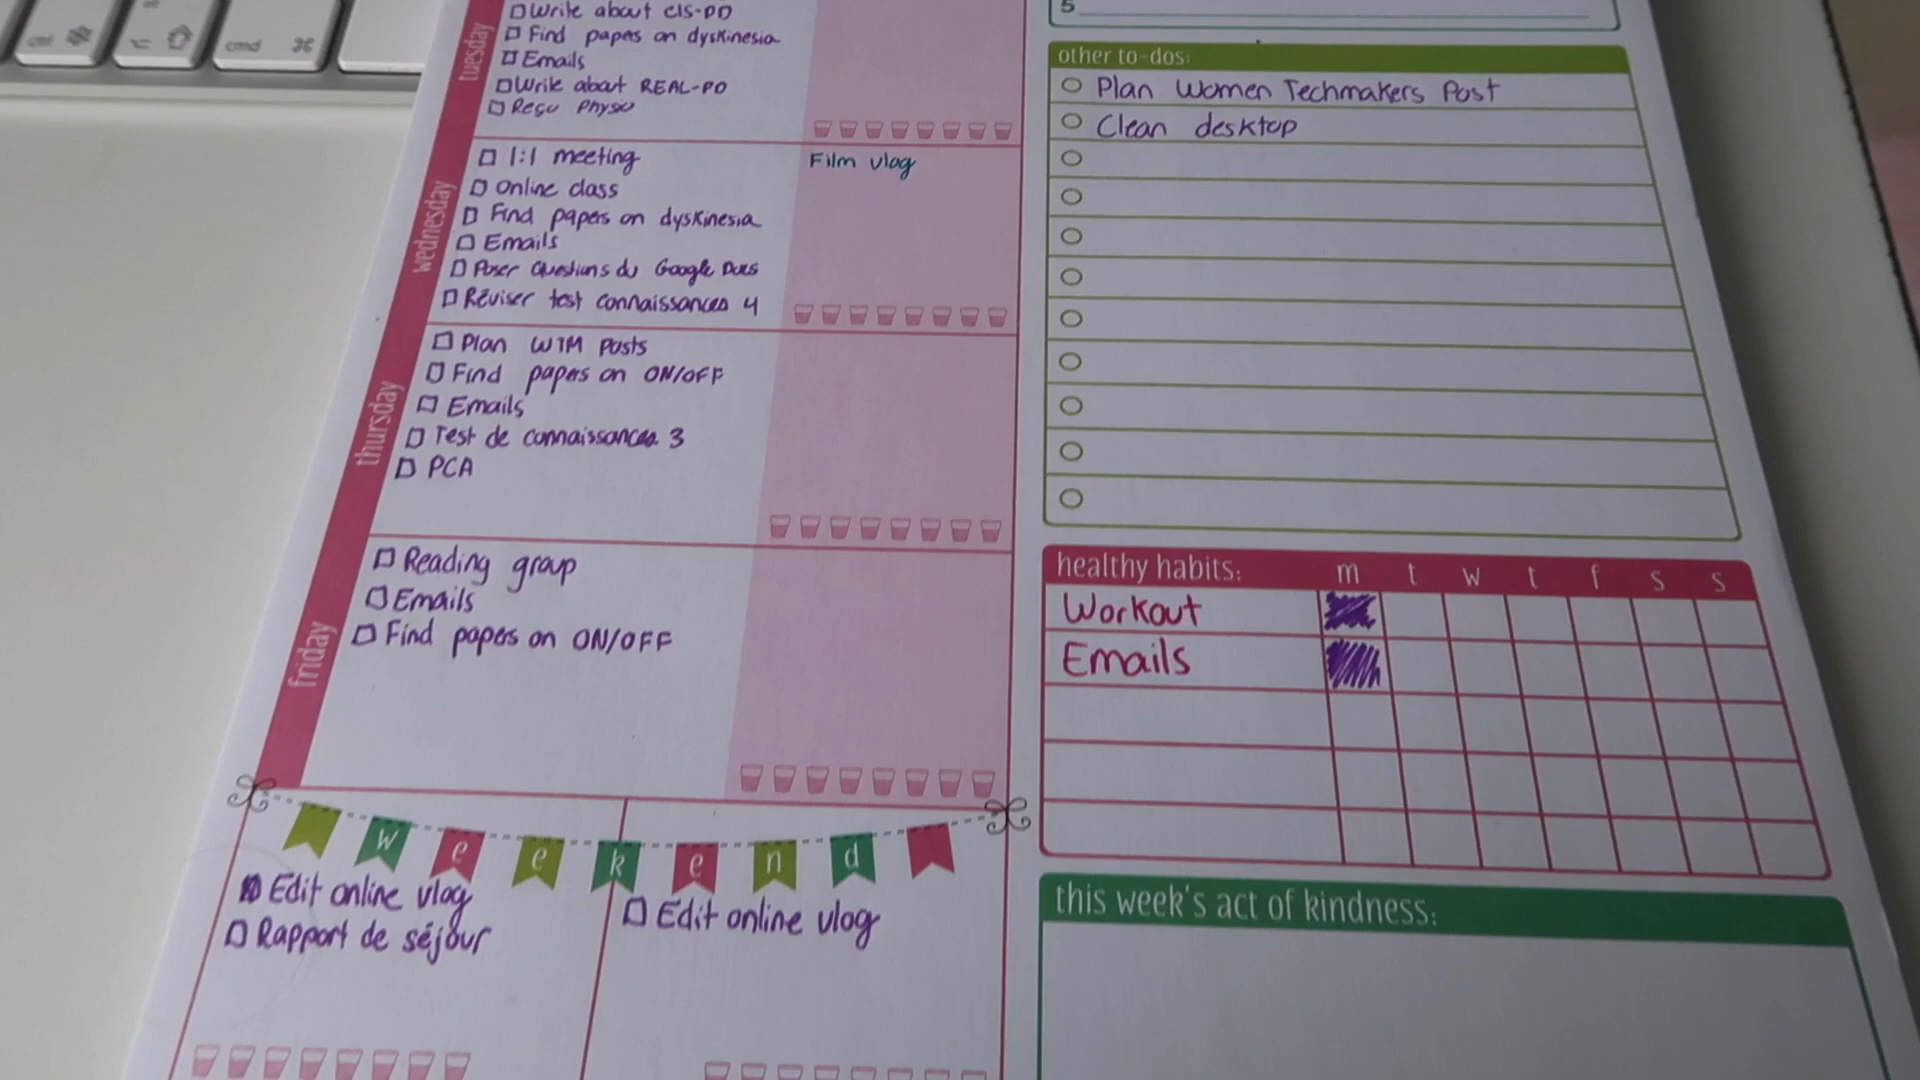 tuesday
Write about cis-PD
Find papers on dyskinesia
Emails
Write about REAL-PD
Reçu Physio
wednesday
1:1 meeting
Online class
Find papers on dyskinesia
Emails
Poser Questions du Google Docs
Réviser test connaissances 4
Film vlog
thursday
Plan WTM Posts
Find papers on ON/OFF
Emails
Test de connaissances 3
PCA
friday
Reading group
Emails
Find papers on ON/OFF
weekend
Edit online vlog
Rapport de séjour
Edit online vlog
5
other to-dos:
Plan Women Techmakers Post
Clean desktop
healthy habits: m t w t f s s
Workout
Emails
this week's act of kindness:
cmd ⌘